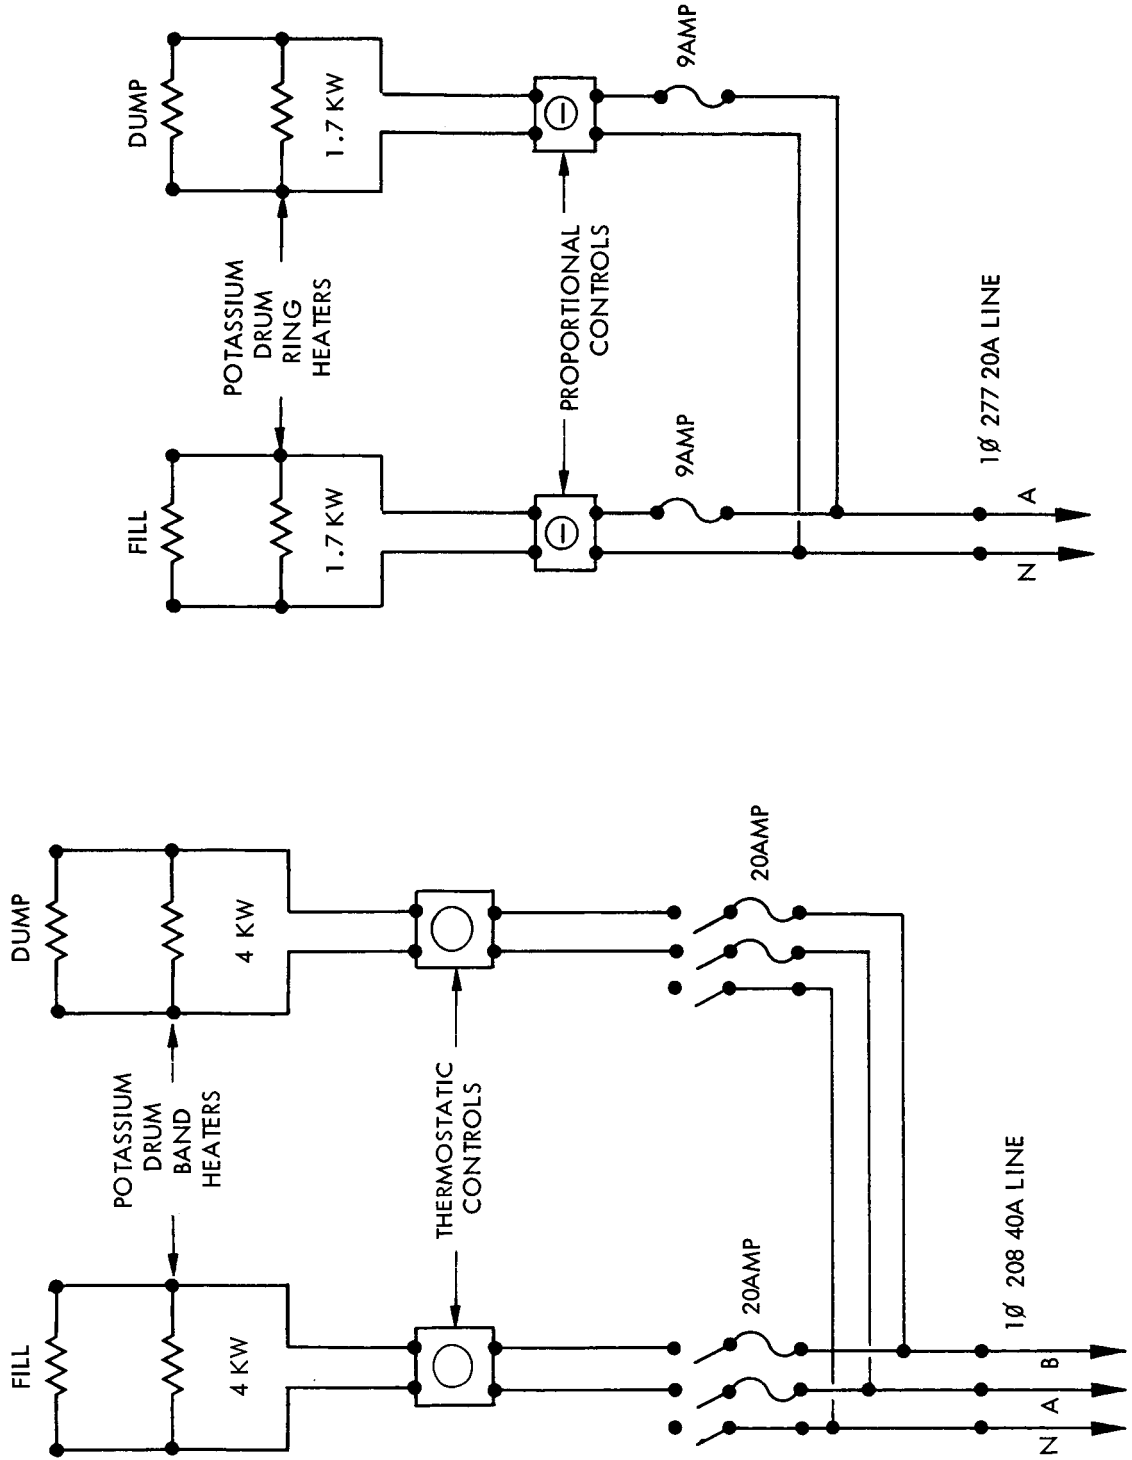 FILL
DUMP
POTASSIUM
DRUM
BAND
HEATERS
4 KW
4 KW
THERMOSTATIC
CONTROLS
20AMP
20AMP
1Ø 208 40A LINE
N
A
B
FILL
DUMP
POTASSIUM
DRUM
RING
HEATERS
1.7 KW
1.7 KW
PROPORTIONAL
CONTROLS
9AMP
9AMP
1Ø 277 20A LINE
N
A